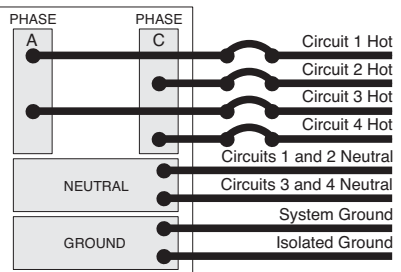 PHASE PHASE
A C
Circuit 1 Hot
Circuit 2 Hot
Circuit 3 Hot
Circuit 4 Hot
Circuits 1 and 2 Neutral
NEUTRAL
Circuits 3 and 4 Neutral
System Ground
GROUND
Isolated Ground